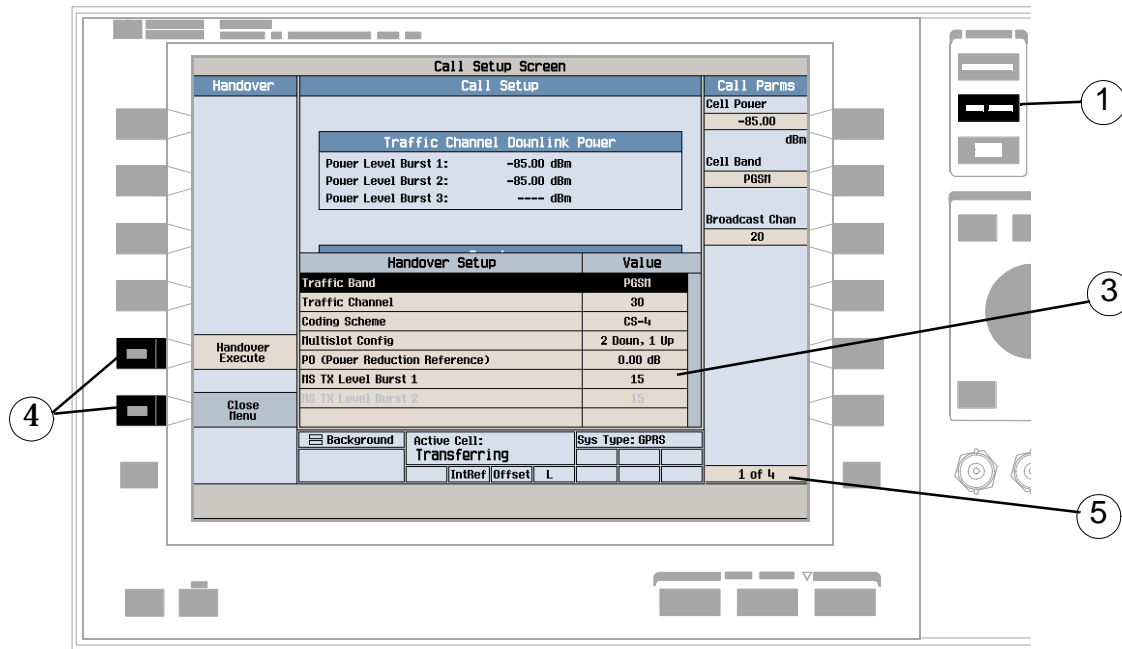 Call Setup Screen
Handover
Call Setup
Call Parms
Cell Power
-85.00
dBm
Cell Band
PGSM
Broadcast Chan
20
Traffic Channel Downlink Power
Power Level Burst 1: -85.00 dBm
Power Level Burst 2: -85.00 dBm
Power Level Burst 3: ---- dBm
Handover Setup Value
Traffic Band PGSM
Traffic Channel 30
Coding Scheme CS-4
Multislot Config 2 Down, 1 Up
P0 (Power Reduction Reference) 0.00 dB
MS TX Level Burst 1 15
MS TX Level Burst 2 15
Handover
Execute
Close
Menu
Background
Active Cell:
Transferring
Sys Type: GPRS
IntRef Offset L
1 of 4
1
3
4
5